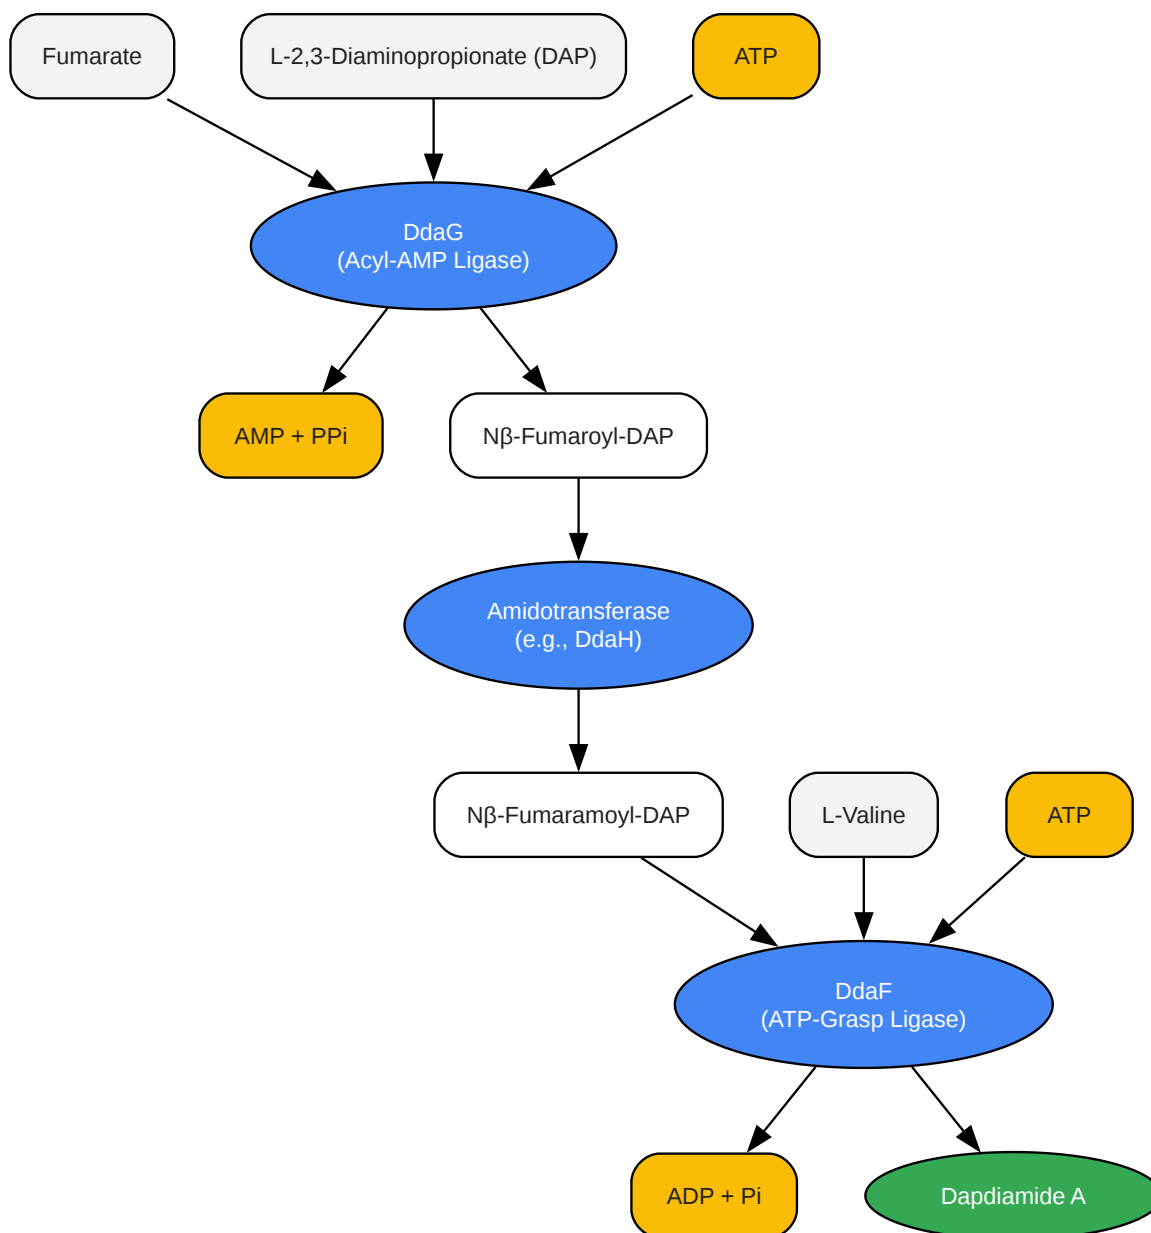 Fumarate
L-2,3-Diaminopropionate (DAP)
ATP
DdaG
(Acyl-AMP Ligase)
AMP + PPi
Nβ-Fumaroyl-DAP
Amidotransferase
(e.g., DdaH)
Nβ-Fumaramoyl-DAP
L-Valine
ATP
DdaF
(ATP-Grasp Ligase)
ADP + Pi
Dapdiamide A